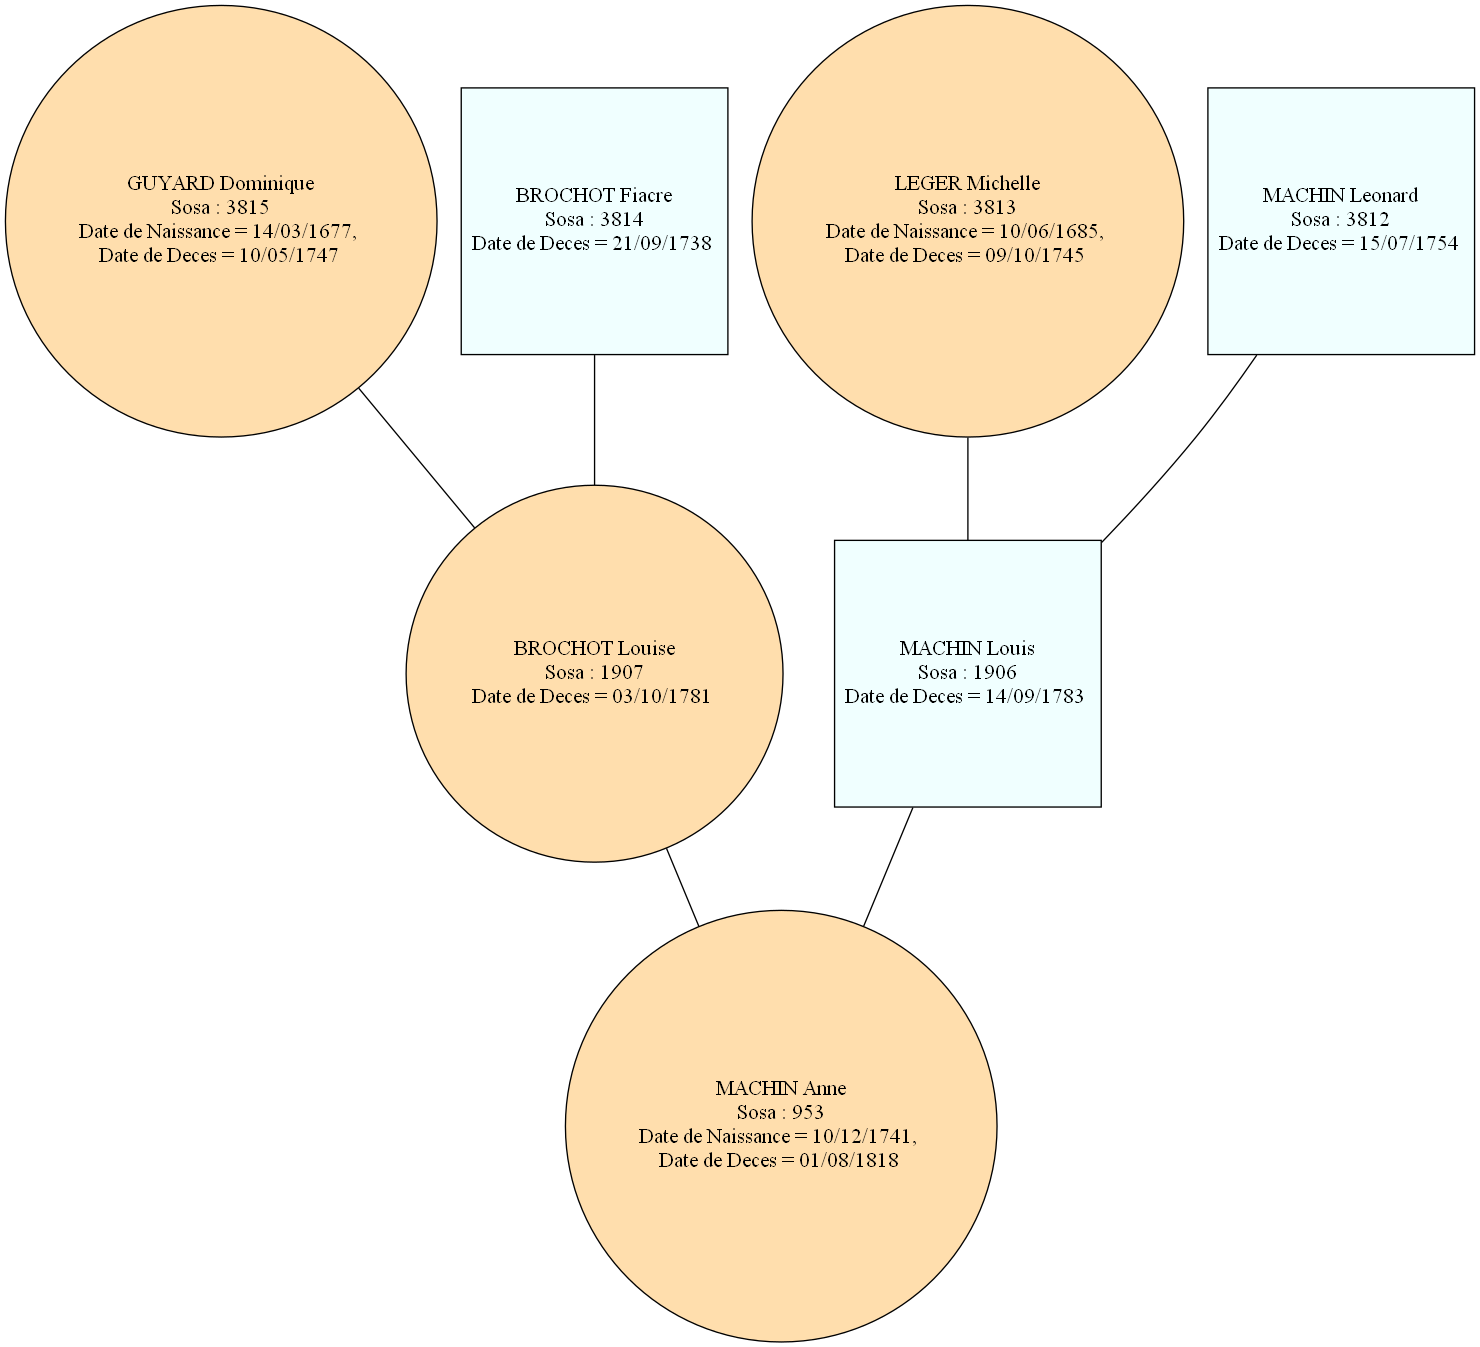 GUYARD Dominique
Sosa : 3815
Date de Naissance = 14/03/1677,
Date de Deces = 10/05/1747
BROCHOT Fiacre
Sosa : 3814
Date de Deces = 21/09/1738
LEGER Michelle
Sosa : 3813
Date de Naissance = 10/06/1685,
Date de Deces = 09/10/1745
MACHIN Leonard
Sosa : 3812
Date de Deces = 15/07/1754
BROCHOT Louise
Sosa : 1907
Date de Deces = 03/10/1781
MACHIN Louis
Sosa : 1906
Date de Deces = 14/09/1783
MACHIN Anne
Sosa : 953
Date de Naissance = 10/12/1741,
Date de Deces = 01/08/1818